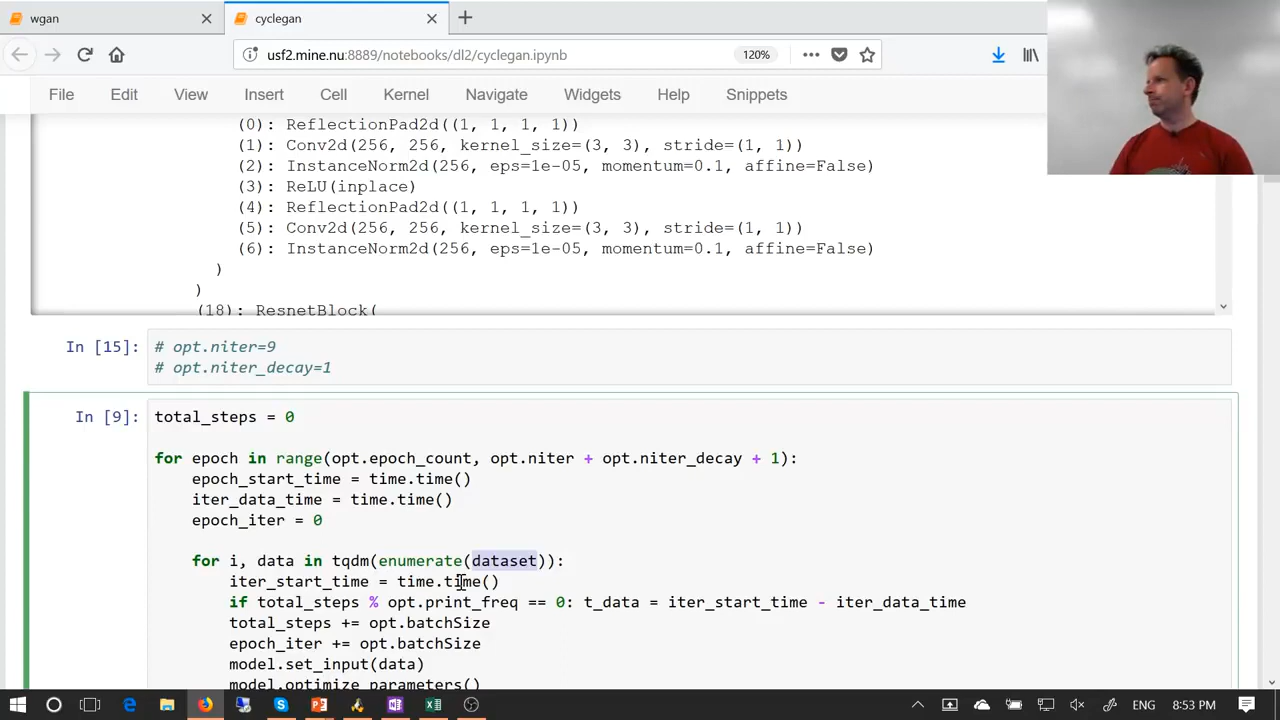 wgan
cyclegan
usf2.mine.nu:8889/notebooks/dl2/cyclegan.ipynb
120%
File Edit View Insert Cell Kernel Navigate Widgets Help Snippets
(0): ReflectionPad2d((1, 1, 1, 1))
(1): Conv2d(256, 256, kernel_size=(3, 3), stride=(1, 1))
(2): InstanceNorm2d(256, eps=1e-05, momentum=0.1, affine=False)
(3): ReLU(inplace)
(4): ReflectionPad2d((1, 1, 1, 1))
(5): Conv2d(256, 256, kernel_size=(3, 3), stride=(1, 1))
(6): InstanceNorm2d(256, eps=1e-05, momentum=0.1, affine=False)
)
)
(18): ResnetBlock(
In [15]:
# opt.niter=9
# opt.niter_decay=1
In [9]:
total_steps = 0
for epoch in range(opt.epoch_count, opt.niter + opt.niter_decay + 1):
epoch_start_time = time.time()
iter_data_time = time.time()
epoch_iter = 0
for i, data in tqdm(enumerate(dataset)):
iter_start_time = time.time()
if total_steps % opt.print_freq == 0: t_data = iter_start_time - iter_data_time
total_steps += opt.batchSize
epoch_iter += opt.batchSize
model.set_input(data)
model.optimize_parameters()
ENG
8:53 PM